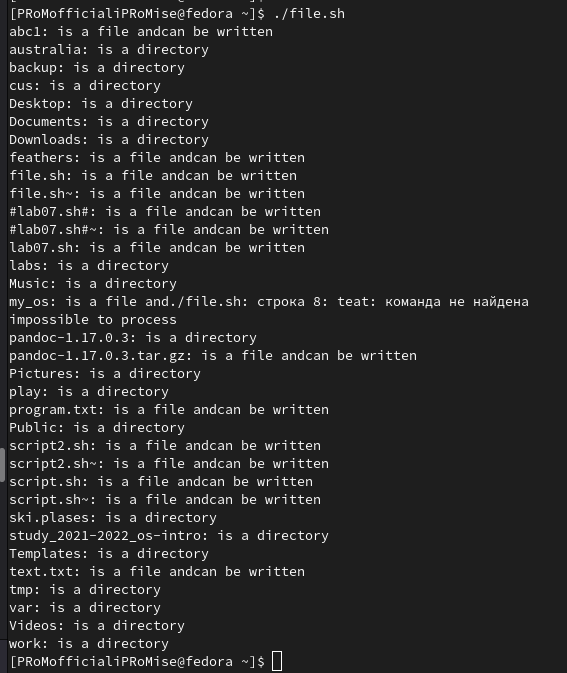 [PRoMofficialiPRoMise@fedora ~]$ ./file.sh
abc1: is a file andcan be written
australia: is a directory
backup: is a directory
cus: is a directory
Desktop: is a directory
Documents: is a directory
Downloads: is a directory
feathers: is a file andcan be written
file.sh: is a file andcan be written
file.sh~: is a file andcan be written
#lab07.sh#: is a file andcan be written
#lab07.sh#~: is a file andcan be written
lab07.sh: is a file andcan be written
labs: is a directory
Music: is a directory
my_os: is a file and./file.sh: строка 8: teat: команда не найдена
impossible to process
pandoc-1.17.0.3: is a directory
pandoc-1.17.0.3.tar.gz: is a file andcan be written
Pictures: is a directory
play: is a directory
program.txt: is a file andcan be written
Public: is a directory
script2.sh: is a file andcan be written
script2.sh~: is a file andcan be written
script.sh: is a file andcan be written
script.sh~: is a file andcan be written
ski.plases: is a directory
study_2021-2022_os-intro: is a directory
Templates: is a directory
text.txt: is a file andcan be written
tmp: is a directory
var: is a directory
Videos: is a directory
work: is a directory
[PRoMofficialiPRoMise@fedora ~]$